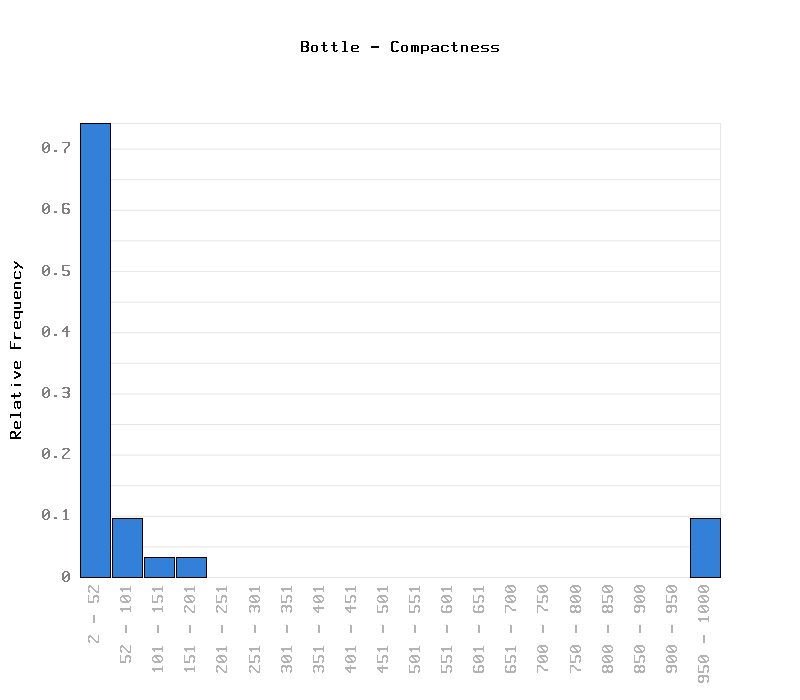 Bottle - Compactness
Relative Frequency
0.7
0.6
0.5
0.4
0.3
0.2
0.1
0
2 - 52
52 - 101
101 - 151
151 - 201
201 - 251
251 - 301
301 - 351
351 - 401
401 - 451
451 - 501
501 - 551
551 - 601
601 - 651
651 - 700
700 - 750
750 - 800
800 - 850
850 - 900
900 - 950
950 - 1000